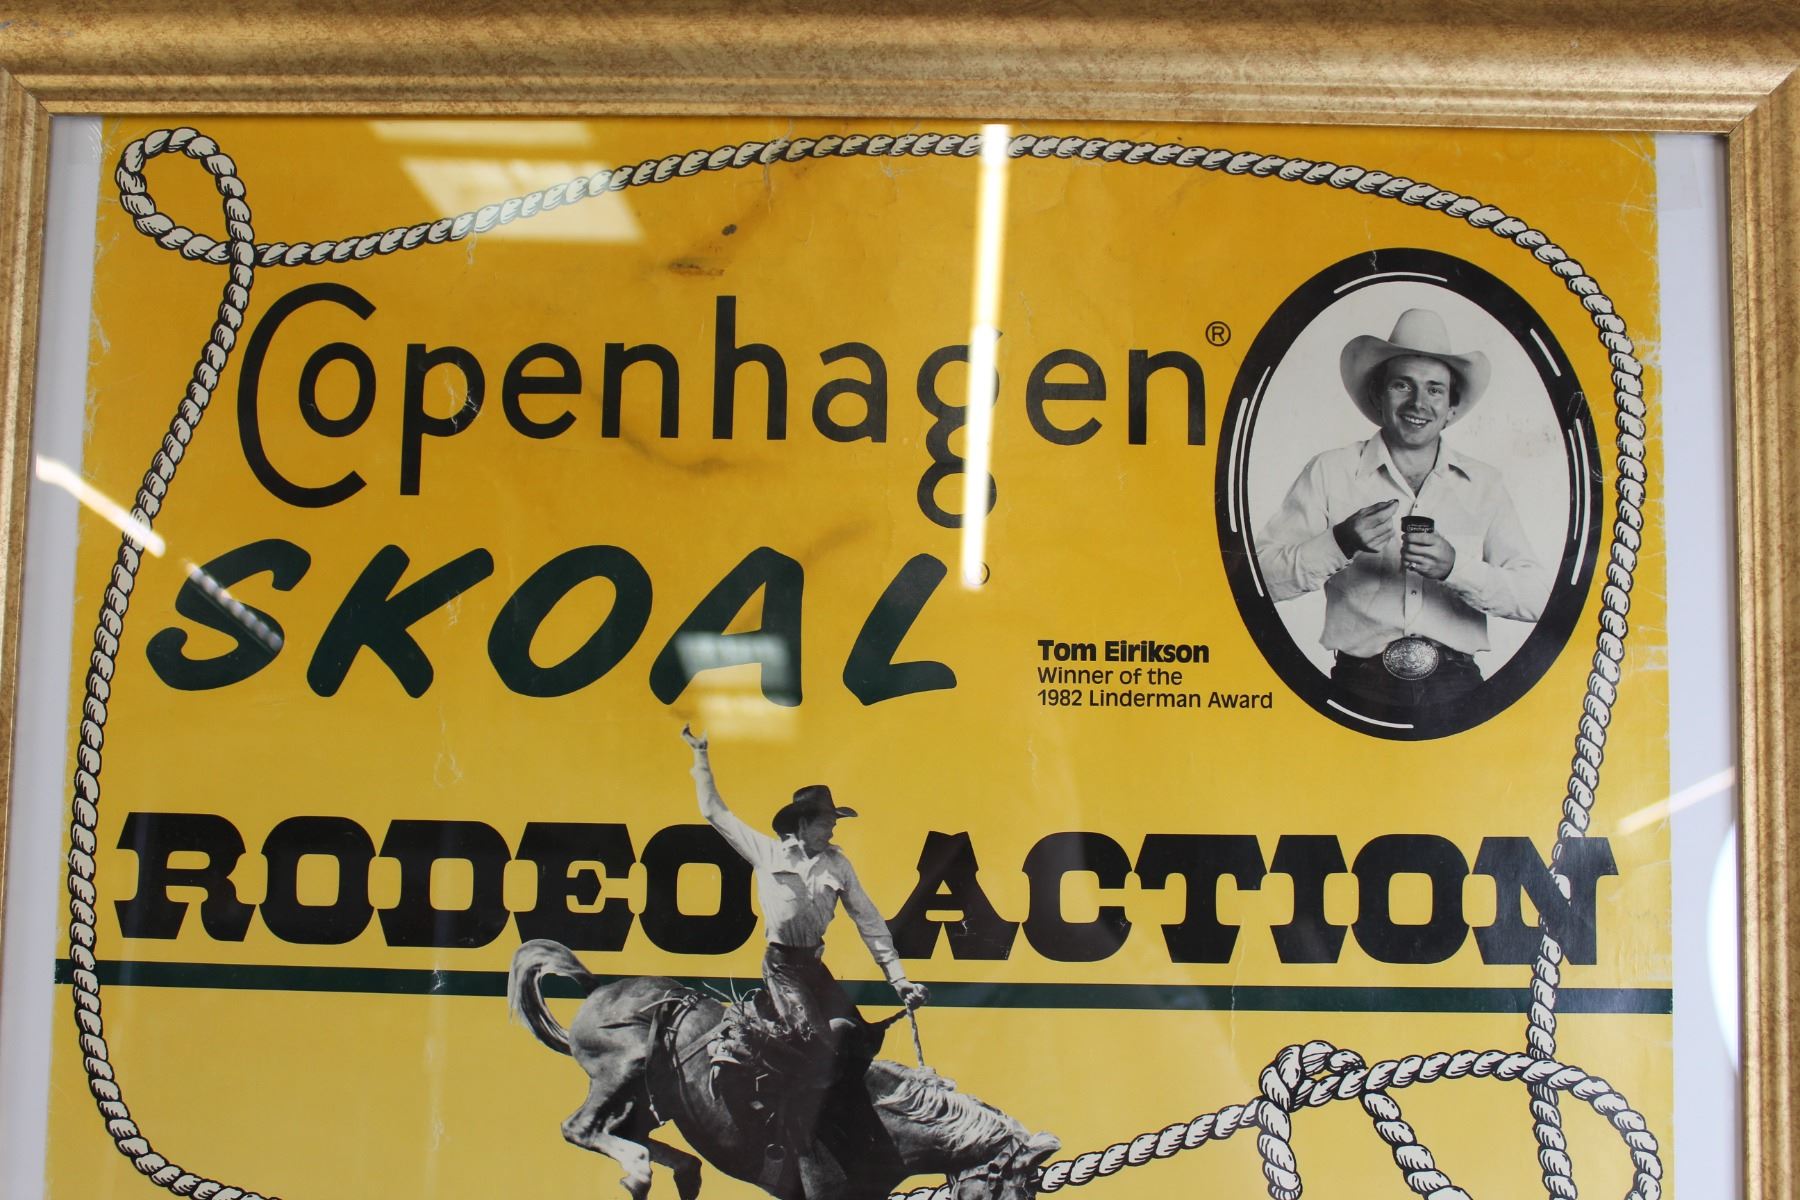 Copenhagen®
SKOAL
Tom Eirikson
Winner of the
1982 Linderman Award
RODEO ACTION